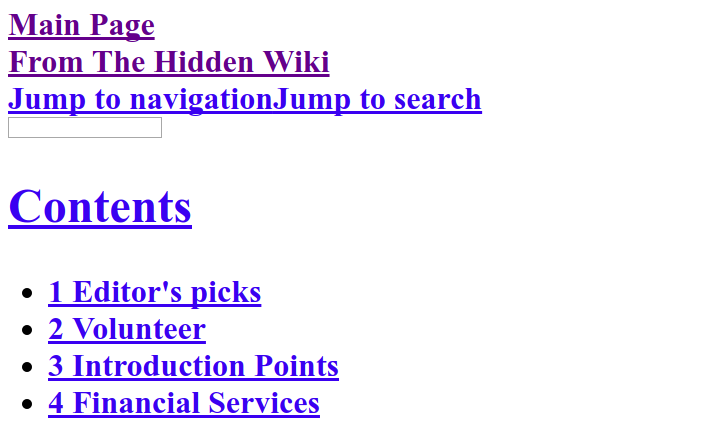 Main Page
From The Hidden Wiki
Jump to navigationJump to search
Contents
1 Editor's picks
2 Volunteer
3 Introduction Points
4 Financial Services